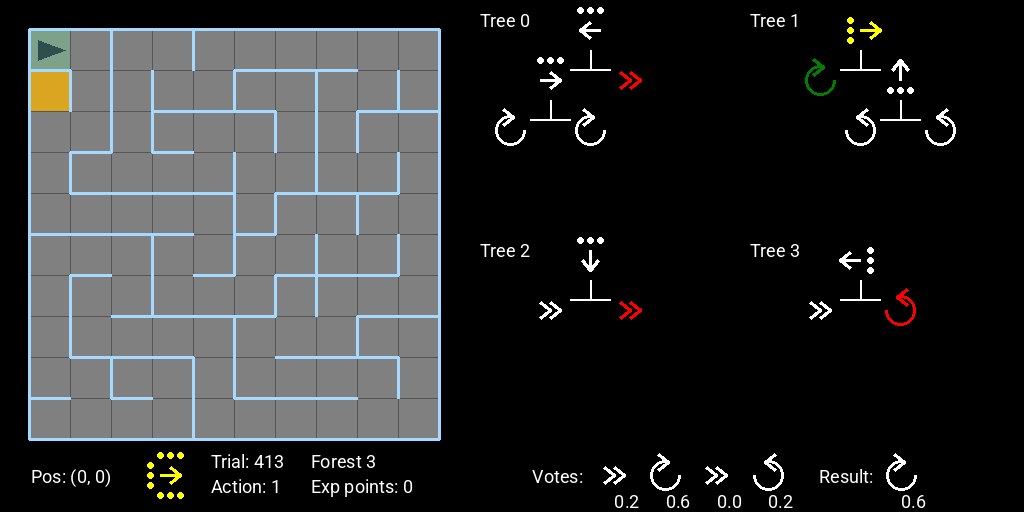 Tree 0
Tree 1
Tree 2
Tree 3
Pos: (0, 0)
Trial: 413
Forest 3
Action: 1
Exp points: 0
Votes:
0.2
0.6
0.0
0.2
Result:
0.6